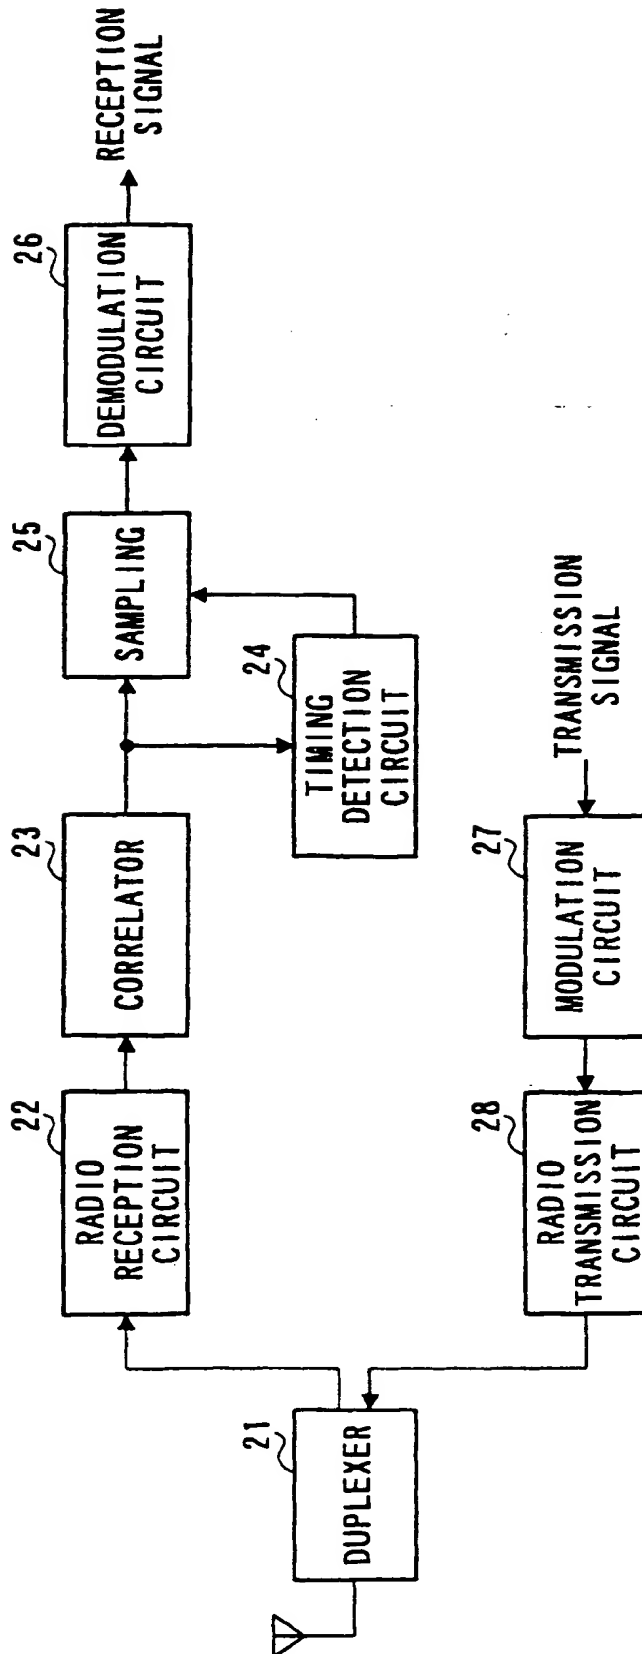 21
DUPLEXER
22
RADIO
RECEPTION
CIRCUIT
23
CORRELATOR
24
TIMING
DETECTION
CIRCUIT
25
SAMPLING
26
DEMODULATION
CIRCUIT
RECEPTION
SIGNAL
28
RADIO
TRANSMISSION
CIRCUIT
27
MODULATION
CIRCUIT
TRANSMISSION
SIGNAL